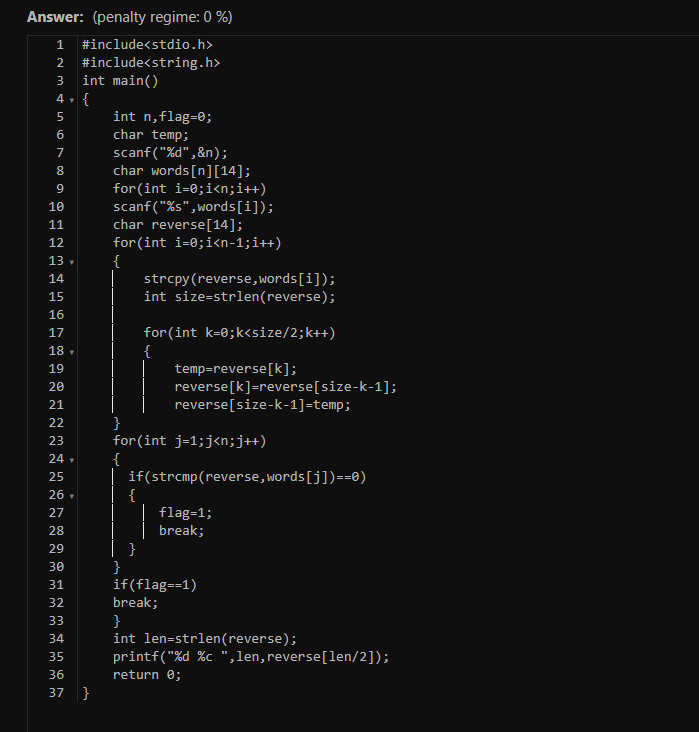 Answer: (penalty regime: 0 %)
1 #include<stdio.h>
2 #include<string.h>
3 int main()
4 {
5     int n,flag=0;
6     char temp;
7     scanf("%d",&n);
8     char words[n][14];
9     for(int i=0;i<n;i++)
10     scanf("%s",words[i]);
11     char reverse[14];
12     for(int i=0;i<n-1;i++)
13     {
14         strcpy(reverse,words[i]);
15         int size=strlen(reverse);
16
17         for(int k=0;k<size/2;k++)
18         {
19             temp=reverse[k];
20             reverse[k]=reverse[size-k-1];
21             reverse[size-k-1]=temp;
22     }
23     for(int j=1;j<n;j++)
24     {
25       if(strcmp(reverse,words[j])==0)
26       {
27           flag=1;
28           break;
29       }
30     }
31     if(flag==1)
32     break;
33     }
34     int len=strlen(reverse);
35     printf("%d %c ",len,reverse[len/2]);
36     return 0;
37 }